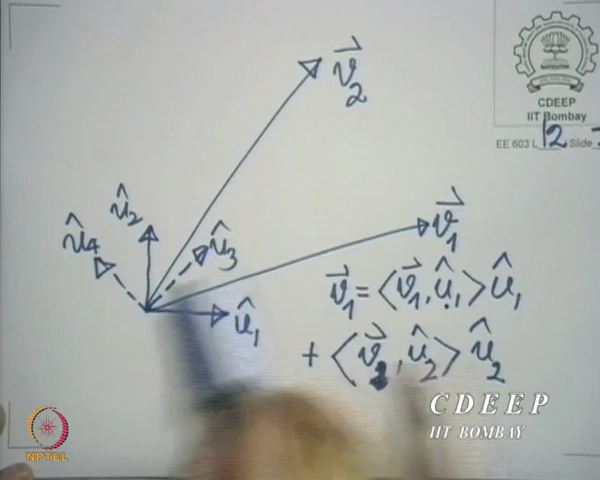 CDEEP
IIT Bombay
EE 603 L 12 Slide
v⃗₂
û₂
û₄
û₃
v⃗₁
û₁
v⃗₁ = ⟨v⃗₁, û₁⟩ û₁
+ ⟨v⃗, û₂⟩ û₂
CDEEP
IIT BOMBAY
NPTEL